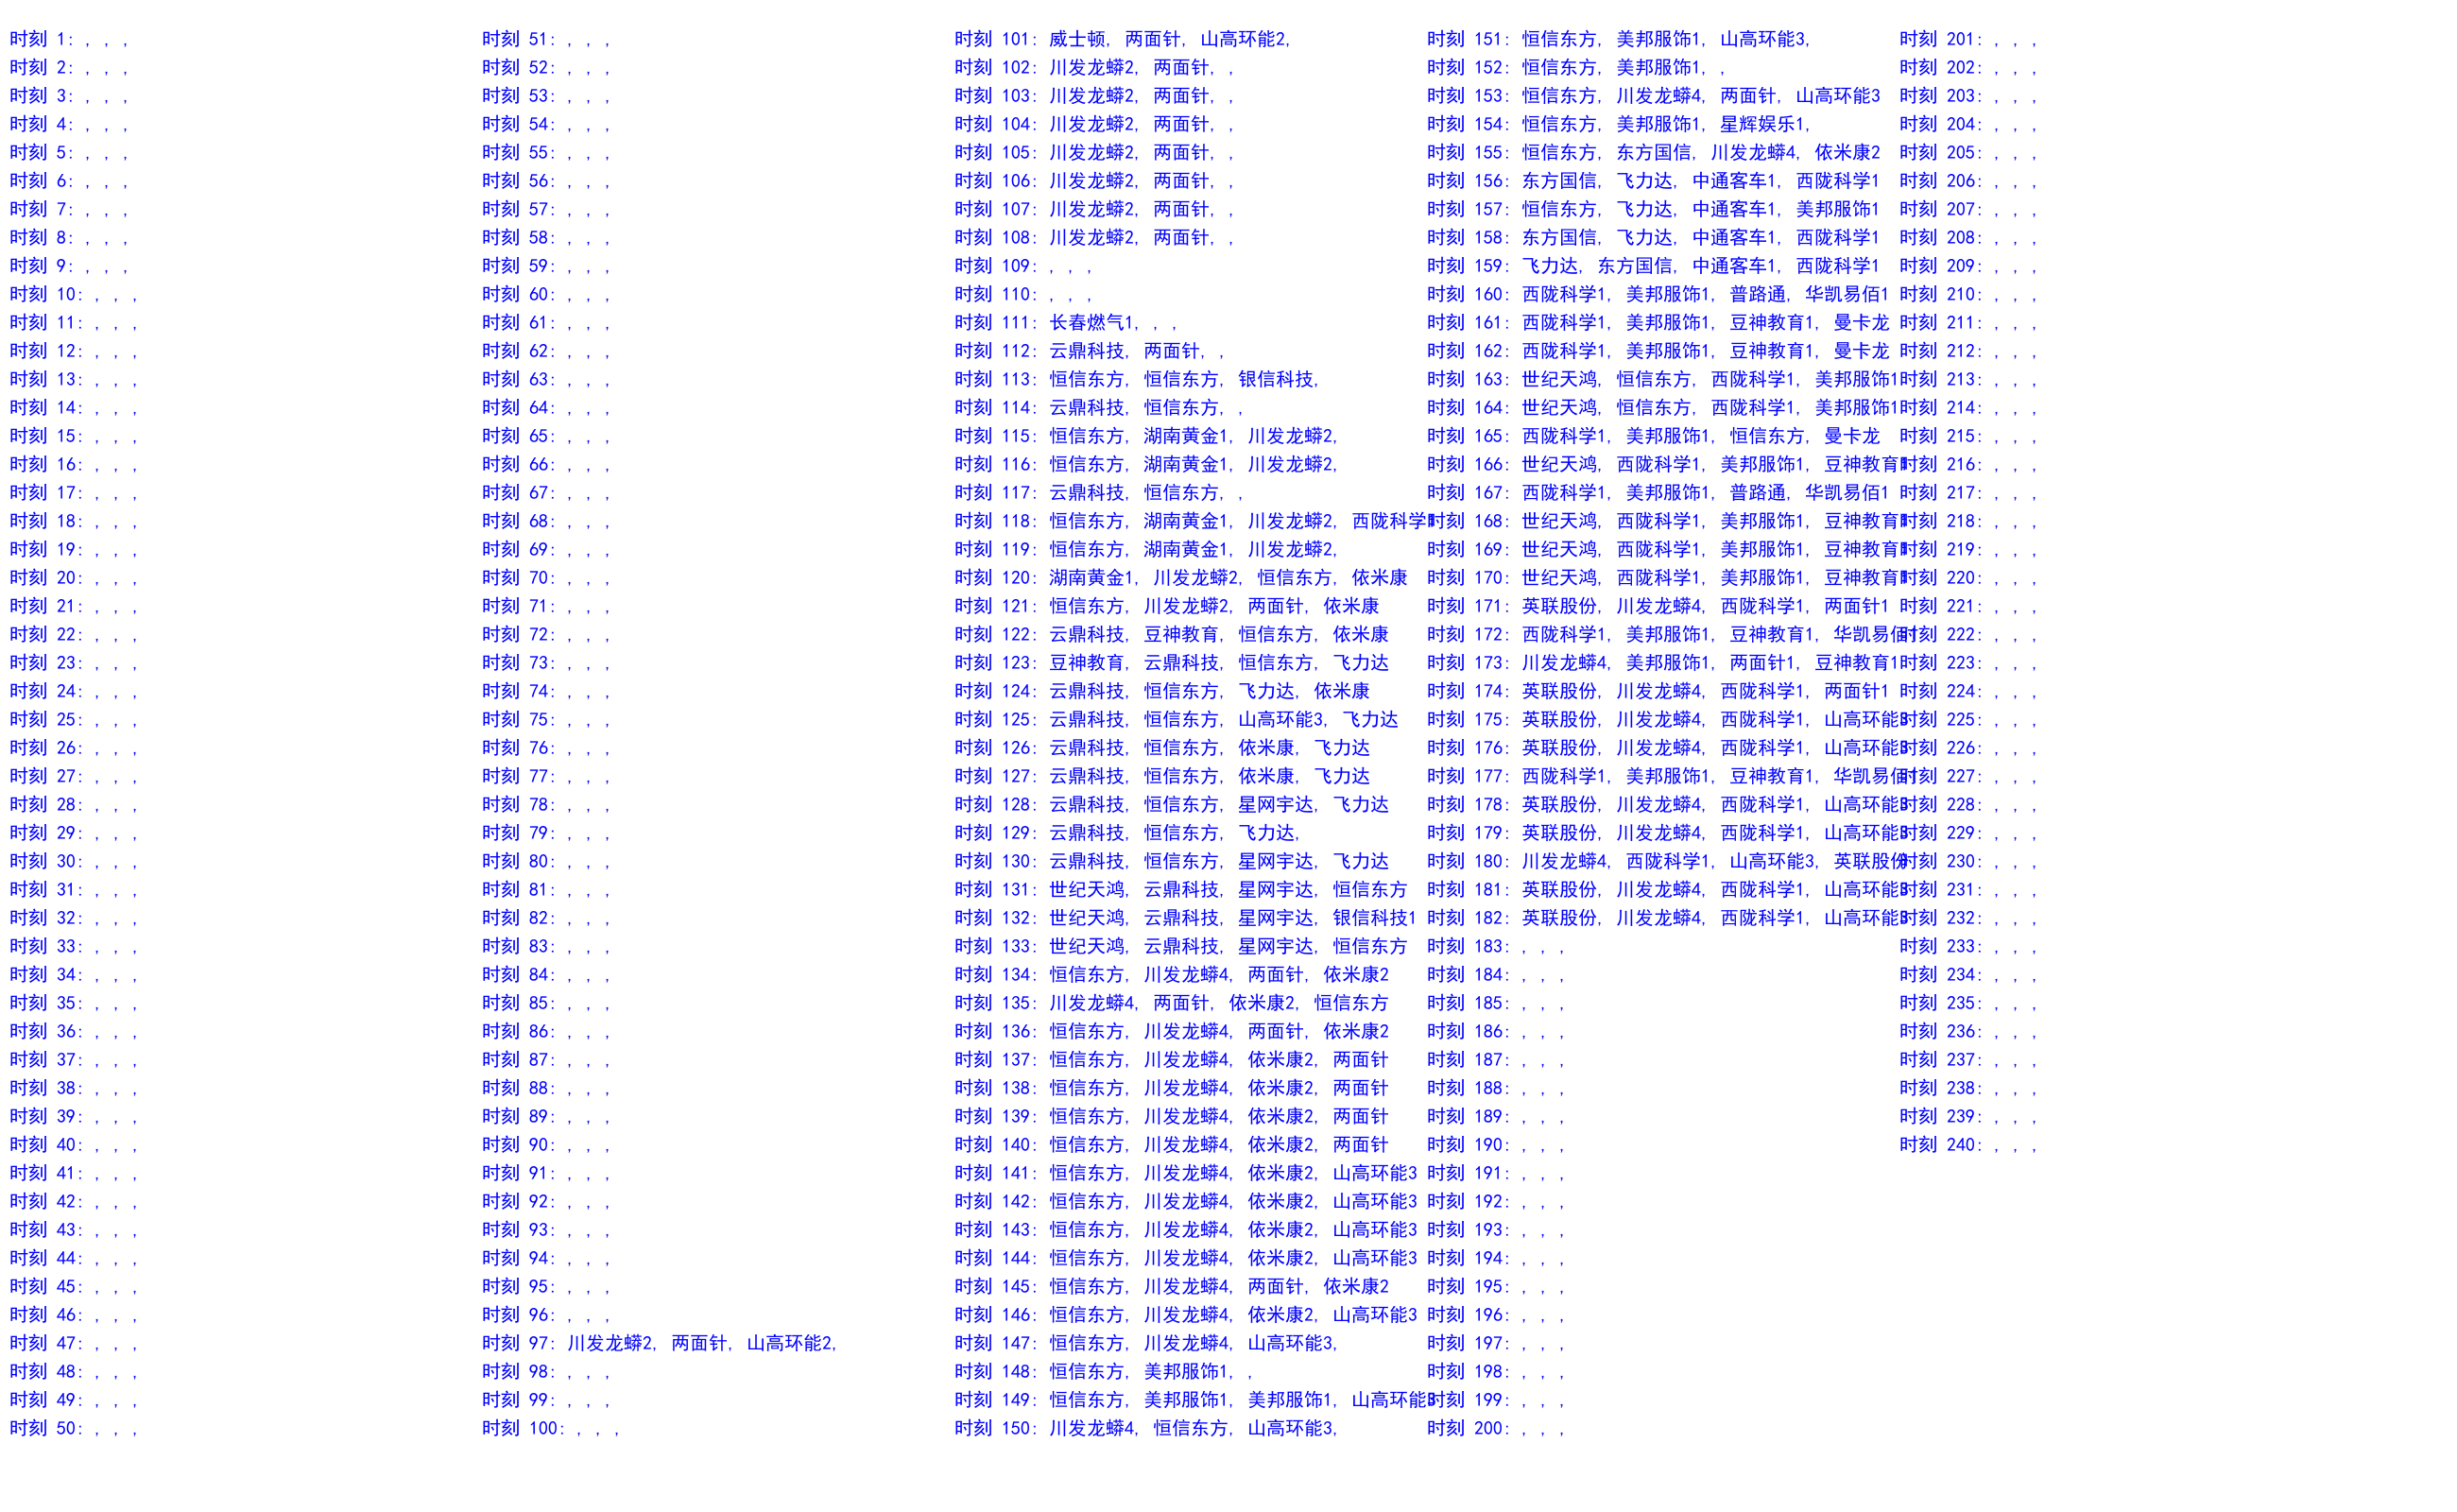 时刻 1: , , ,
时刻 2: , , ,
时刻 3: , , ,
时刻 4: , , ,
时刻 5: , , ,
时刻 6: , , ,
时刻 7: , , ,
时刻 8: , , ,
时刻 9: , , ,
时刻 10: , , ,
时刻 11: , , ,
时刻 12: , , ,
时刻 13: , , ,
时刻 14: , , ,
时刻 15: , , ,
时刻 16: , , ,
时刻 17: , , ,
时刻 18: , , ,
时刻 19: , , ,
时刻 20: , , ,
时刻 21: , , ,
时刻 22: , , ,
时刻 23: , , ,
时刻 24: , , ,
时刻 25: , , ,
时刻 26: , , ,
时刻 27: , , ,
时刻 28: , , ,
时刻 29: , , ,
时刻 30: , , ,
时刻 31: , , ,
时刻 32: , , ,
时刻 33: , , ,
时刻 34: , , ,
时刻 35: , , ,
时刻 36: , , ,
时刻 37: , , ,
时刻 38: , , ,
时刻 39: , , ,
时刻 40: , , ,
时刻 41: , , ,
时刻 42: , , ,
时刻 43: , , ,
时刻 44: , , ,
时刻 45: , , ,
时刻 46: , , ,
时刻 47: , , ,
时刻 48: , , ,
时刻 49: , , ,
时刻 50: , , ,
时刻 51: , , ,
时刻 52: , , ,
时刻 53: , , ,
时刻 54: , , ,
时刻 55: , , ,
时刻 56: , , ,
时刻 57: , , ,
时刻 58: , , ,
时刻 59: , , ,
时刻 60: , , ,
时刻 61: , , ,
时刻 62: , , ,
时刻 63: , , ,
时刻 64: , , ,
时刻 65: , , ,
时刻 66: , , ,
时刻 67: , , ,
时刻 68: , , ,
时刻 69: , , ,
时刻 70: , , ,
时刻 71: , , ,
时刻 72: , , ,
时刻 73: , , ,
时刻 74: , , ,
时刻 75: , , ,
时刻 76: , , ,
时刻 77: , , ,
时刻 78: , , ,
时刻 79: , , ,
时刻 80: , , ,
时刻 81: , , ,
时刻 82: , , ,
时刻 83: , , ,
时刻 84: , , ,
时刻 85: , , ,
时刻 86: , , ,
时刻 87: , , ,
时刻 88: , , ,
时刻 89: , , ,
时刻 90: , , ,
时刻 91: , , ,
时刻 92: , , ,
时刻 93: , , ,
时刻 94: , , ,
时刻 95: , , ,
时刻 96: , , ,
时刻 97: 川发龙蟒2, 两面针, 山高环能2,
时刻 98: , , ,
时刻 99: , , ,
时刻 100: , , ,
时刻 101: 威士顿, 两面针, 山高环能2,
时刻 102: 川发龙蟒2, 两面针, ,
时刻 103: 川发龙蟒2, 两面针, ,
时刻 104: 川发龙蟒2, 两面针, ,
时刻 105: 川发龙蟒2, 两面针, ,
时刻 106: 川发龙蟒2, 两面针, ,
时刻 107: 川发龙蟒2, 两面针, ,
时刻 108: 川发龙蟒2, 两面针, ,
时刻 109: , , ,
时刻 110: , , ,
时刻 111: 长春燃气1, , ,
时刻 112: 云鼎科技, 两面针, ,
时刻 113: 恒信东方, 恒信东方, 银信科技,
时刻 114: 云鼎科技, 恒信东方, ,
时刻 115: 恒信东方, 湖南黄金1, 川发龙蟒2,
时刻 116: 恒信东方, 湖南黄金1, 川发龙蟒2,
时刻 117: 云鼎科技, 恒信东方, ,
时刻 118: 恒信东方, 湖南黄金1, 川发龙蟒2, 西陇科学
时刻 119: 恒信东方, 湖南黄金1, 川发龙蟒2,
时刻 120: 湖南黄金1, 川发龙蟒2, 恒信东方, 依米康
时刻 121: 恒信东方, 川发龙蟒2, 两面针, 依米康
时刻 122: 云鼎科技, 豆神教育, 恒信东方, 依米康
时刻 123: 豆神教育, 云鼎科技, 恒信东方, 飞力达
时刻 124: 云鼎科技, 恒信东方, 飞力达, 依米康
时刻 125: 云鼎科技, 恒信东方, 山高环能3, 飞力达
时刻 126: 云鼎科技, 恒信东方, 依米康, 飞力达
时刻 127: 云鼎科技, 恒信东方, 依米康, 飞力达
时刻 128: 云鼎科技, 恒信东方, 星网宇达, 飞力达
时刻 129: 云鼎科技, 恒信东方, 飞力达,
时刻 130: 云鼎科技, 恒信东方, 星网宇达, 飞力达
时刻 131: 世纪天鸿, 云鼎科技, 星网宇达, 恒信东方
时刻 132: 世纪天鸿, 云鼎科技, 星网宇达, 银信科技1
时刻 133: 世纪天鸿, 云鼎科技, 星网宇达, 恒信东方
时刻 134: 恒信东方, 川发龙蟒4, 两面针, 依米康2
时刻 135: 川发龙蟒4, 两面针, 依米康2, 恒信东方
时刻 136: 恒信东方, 川发龙蟒4, 两面针, 依米康2
时刻 137: 恒信东方, 川发龙蟒4, 依米康2, 两面针
时刻 138: 恒信东方, 川发龙蟒4, 依米康2, 两面针
时刻 139: 恒信东方, 川发龙蟒4, 依米康2, 两面针
时刻 140: 恒信东方, 川发龙蟒4, 依米康2, 两面针
时刻 141: 恒信东方, 川发龙蟒4, 依米康2, 山高环能3
时刻 142: 恒信东方, 川发龙蟒4, 依米康2, 山高环能3
时刻 143: 恒信东方, 川发龙蟒4, 依米康2, 山高环能3
时刻 144: 恒信东方, 川发龙蟒4, 依米康2, 山高环能3
时刻 145: 恒信东方, 川发龙蟒4, 两面针, 依米康2
时刻 146: 恒信东方, 川发龙蟒4, 依米康2, 山高环能3
时刻 147: 恒信东方, 川发龙蟒4, 山高环能3,
时刻 148: 恒信东方, 美邦服饰1, ,
时刻 149: 恒信东方, 美邦服饰1, 美邦服饰1, 山高环能
时刻 150: 川发龙蟒4, 恒信东方, 山高环能3,
时刻 151: 恒信东方, 美邦服饰1, 山高环能3,
时刻 152: 恒信东方, 美邦服饰1, ,
时刻 153: 恒信东方, 川发龙蟒4, 两面针, 山高环能3
时刻 154: 恒信东方, 美邦服饰1, 星辉娱乐1,
时刻 155: 恒信东方, 东方国信, 川发龙蟒4, 依米康2
时刻 156: 东方国信, 飞力达, 中通客车1, 西陇科学1
时刻 157: 恒信东方, 飞力达, 中通客车1, 美邦服饰1
时刻 158: 东方国信, 飞力达, 中通客车1, 西陇科学1
时刻 159: 飞力达, 东方国信, 中通客车1, 西陇科学1
时刻 160: 西陇科学1, 美邦服饰1, 普路通, 华凯易佰1
时刻 161: 西陇科学1, 美邦服饰1, 豆神教育1, 曼卡龙
时刻 162: 西陇科学1, 美邦服饰1, 豆神教育1, 曼卡龙
时刻 163: 世纪天鸿, 恒信东方, 西陇科学1, 美邦服饰1
时刻 164: 世纪天鸿, 恒信东方, 西陇科学1, 美邦服饰1
时刻 165: 西陇科学1, 美邦服饰1, 恒信东方, 曼卡龙
时刻 166: 世纪天鸿, 西陇科学1, 美邦服饰1, 豆神教育
时刻 167: 西陇科学1, 美邦服饰1, 普路通, 华凯易佰1
时刻 168: 世纪天鸿, 西陇科学1, 美邦服饰1, 豆神教育
时刻 169: 世纪天鸿, 西陇科学1, 美邦服饰1, 豆神教育
时刻 170: 世纪天鸿, 西陇科学1, 美邦服饰1, 豆神教育
时刻 171: 英联股份, 川发龙蟒4, 西陇科学1, 两面针1
时刻 172: 西陇科学1, 美邦服饰1, 豆神教育1, 华凯易佰1
时刻 173: 川发龙蟒4, 美邦服饰1, 两面针1, 豆神教育1
时刻 174: 英联股份, 川发龙蟒4, 西陇科学1, 两面针1
时刻 175: 英联股份, 川发龙蟒4, 西陇科学1, 山高环能
时刻 176: 英联股份, 川发龙蟒4, 西陇科学1, 山高环能
时刻 177: 西陇科学1, 美邦服饰1, 豆神教育1, 华凯易佰1
时刻 178: 英联股份, 川发龙蟒4, 西陇科学1, 山高环能
时刻 179: 英联股份, 川发龙蟒4, 西陇科学1, 山高环能
时刻 180: 川发龙蟒4, 西陇科学1, 山高环能3, 英联股份
时刻 181: 英联股份, 川发龙蟒4, 西陇科学1, 山高环能
时刻 182: 英联股份, 川发龙蟒4, 西陇科学1, 山高环能
时刻 183: , , ,
时刻 184: , , ,
时刻 185: , , ,
时刻 186: , , ,
时刻 187: , , ,
时刻 188: , , ,
时刻 189: , , ,
时刻 190: , , ,
时刻 191: , , ,
时刻 192: , , ,
时刻 193: , , ,
时刻 194: , , ,
时刻 195: , , ,
时刻 196: , , ,
时刻 197: , , ,
时刻 198: , , ,
时刻 199: , , ,
时刻 200: , , ,
时刻 201: , , ,
时刻 202: , , ,
时刻 203: , , ,
时刻 204: , , ,
时刻 205: , , ,
时刻 206: , , ,
时刻 207: , , ,
时刻 208: , , ,
时刻 209: , , ,
时刻 210: , , ,
时刻 211: , , ,
时刻 212: , , ,
时刻 213: , , ,
时刻 214: , , ,
时刻 215: , , ,
时刻 216: , , ,
时刻 217: , , ,
时刻 218: , , ,
时刻 219: , , ,
时刻 220: , , ,
时刻 221: , , ,
时刻 222: , , ,
时刻 223: , , ,
时刻 224: , , ,
时刻 225: , , ,
时刻 226: , , ,
时刻 227: , , ,
时刻 228: , , ,
时刻 229: , , ,
时刻 230: , , ,
时刻 231: , , ,
时刻 232: , , ,
时刻 233: , , ,
时刻 234: , , ,
时刻 235: , , ,
时刻 236: , , ,
时刻 237: , , ,
时刻 238: , , ,
时刻 239: , , ,
时刻 240: , , ,